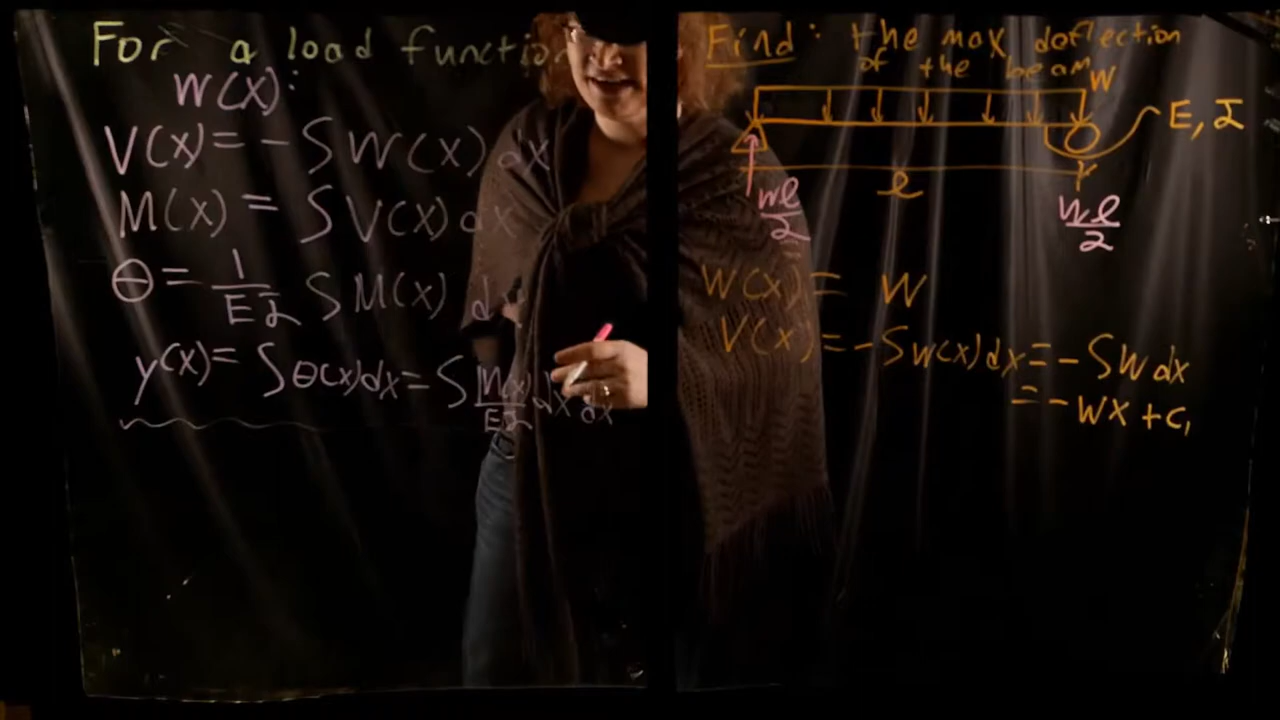 For a load function
W(x):
V(x) = -∫W(x) dx
M(x) = ∫V(x) dx
θ = 1/EI ∫M(x) dx
y(x) = ∫θ(x)dx = ∫ M(x)/EI dx dx
Find: the max deflection
of the beam
W
E, I
l
wl/2
wl/2
W(x) = W
V(x) = -∫w(x)dx = -∫w dx
= -wx + c₁